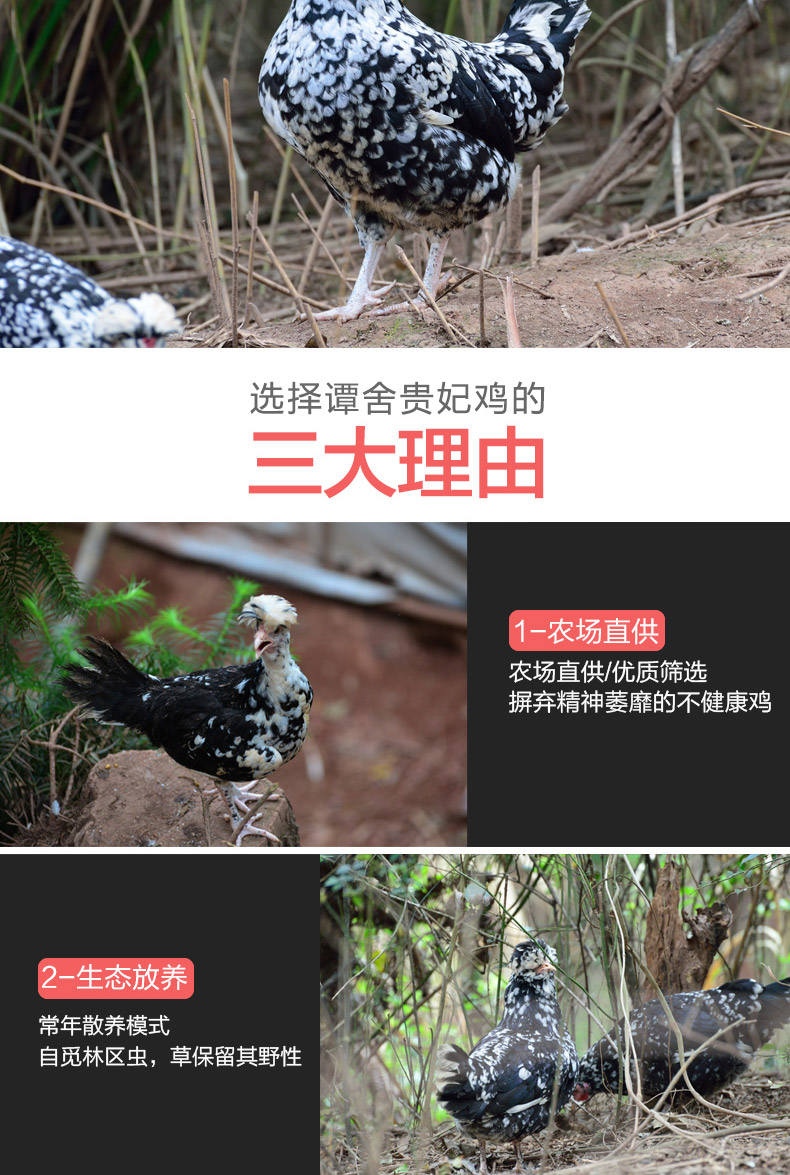 选择谭舍贵妃鸡的
三大理由
1-农场直供
农场直供/优质筛选
摒弃精神萎靡的不健康鸡
2-生态放养
常年散养模式
自觅林区虫，草保留其野性